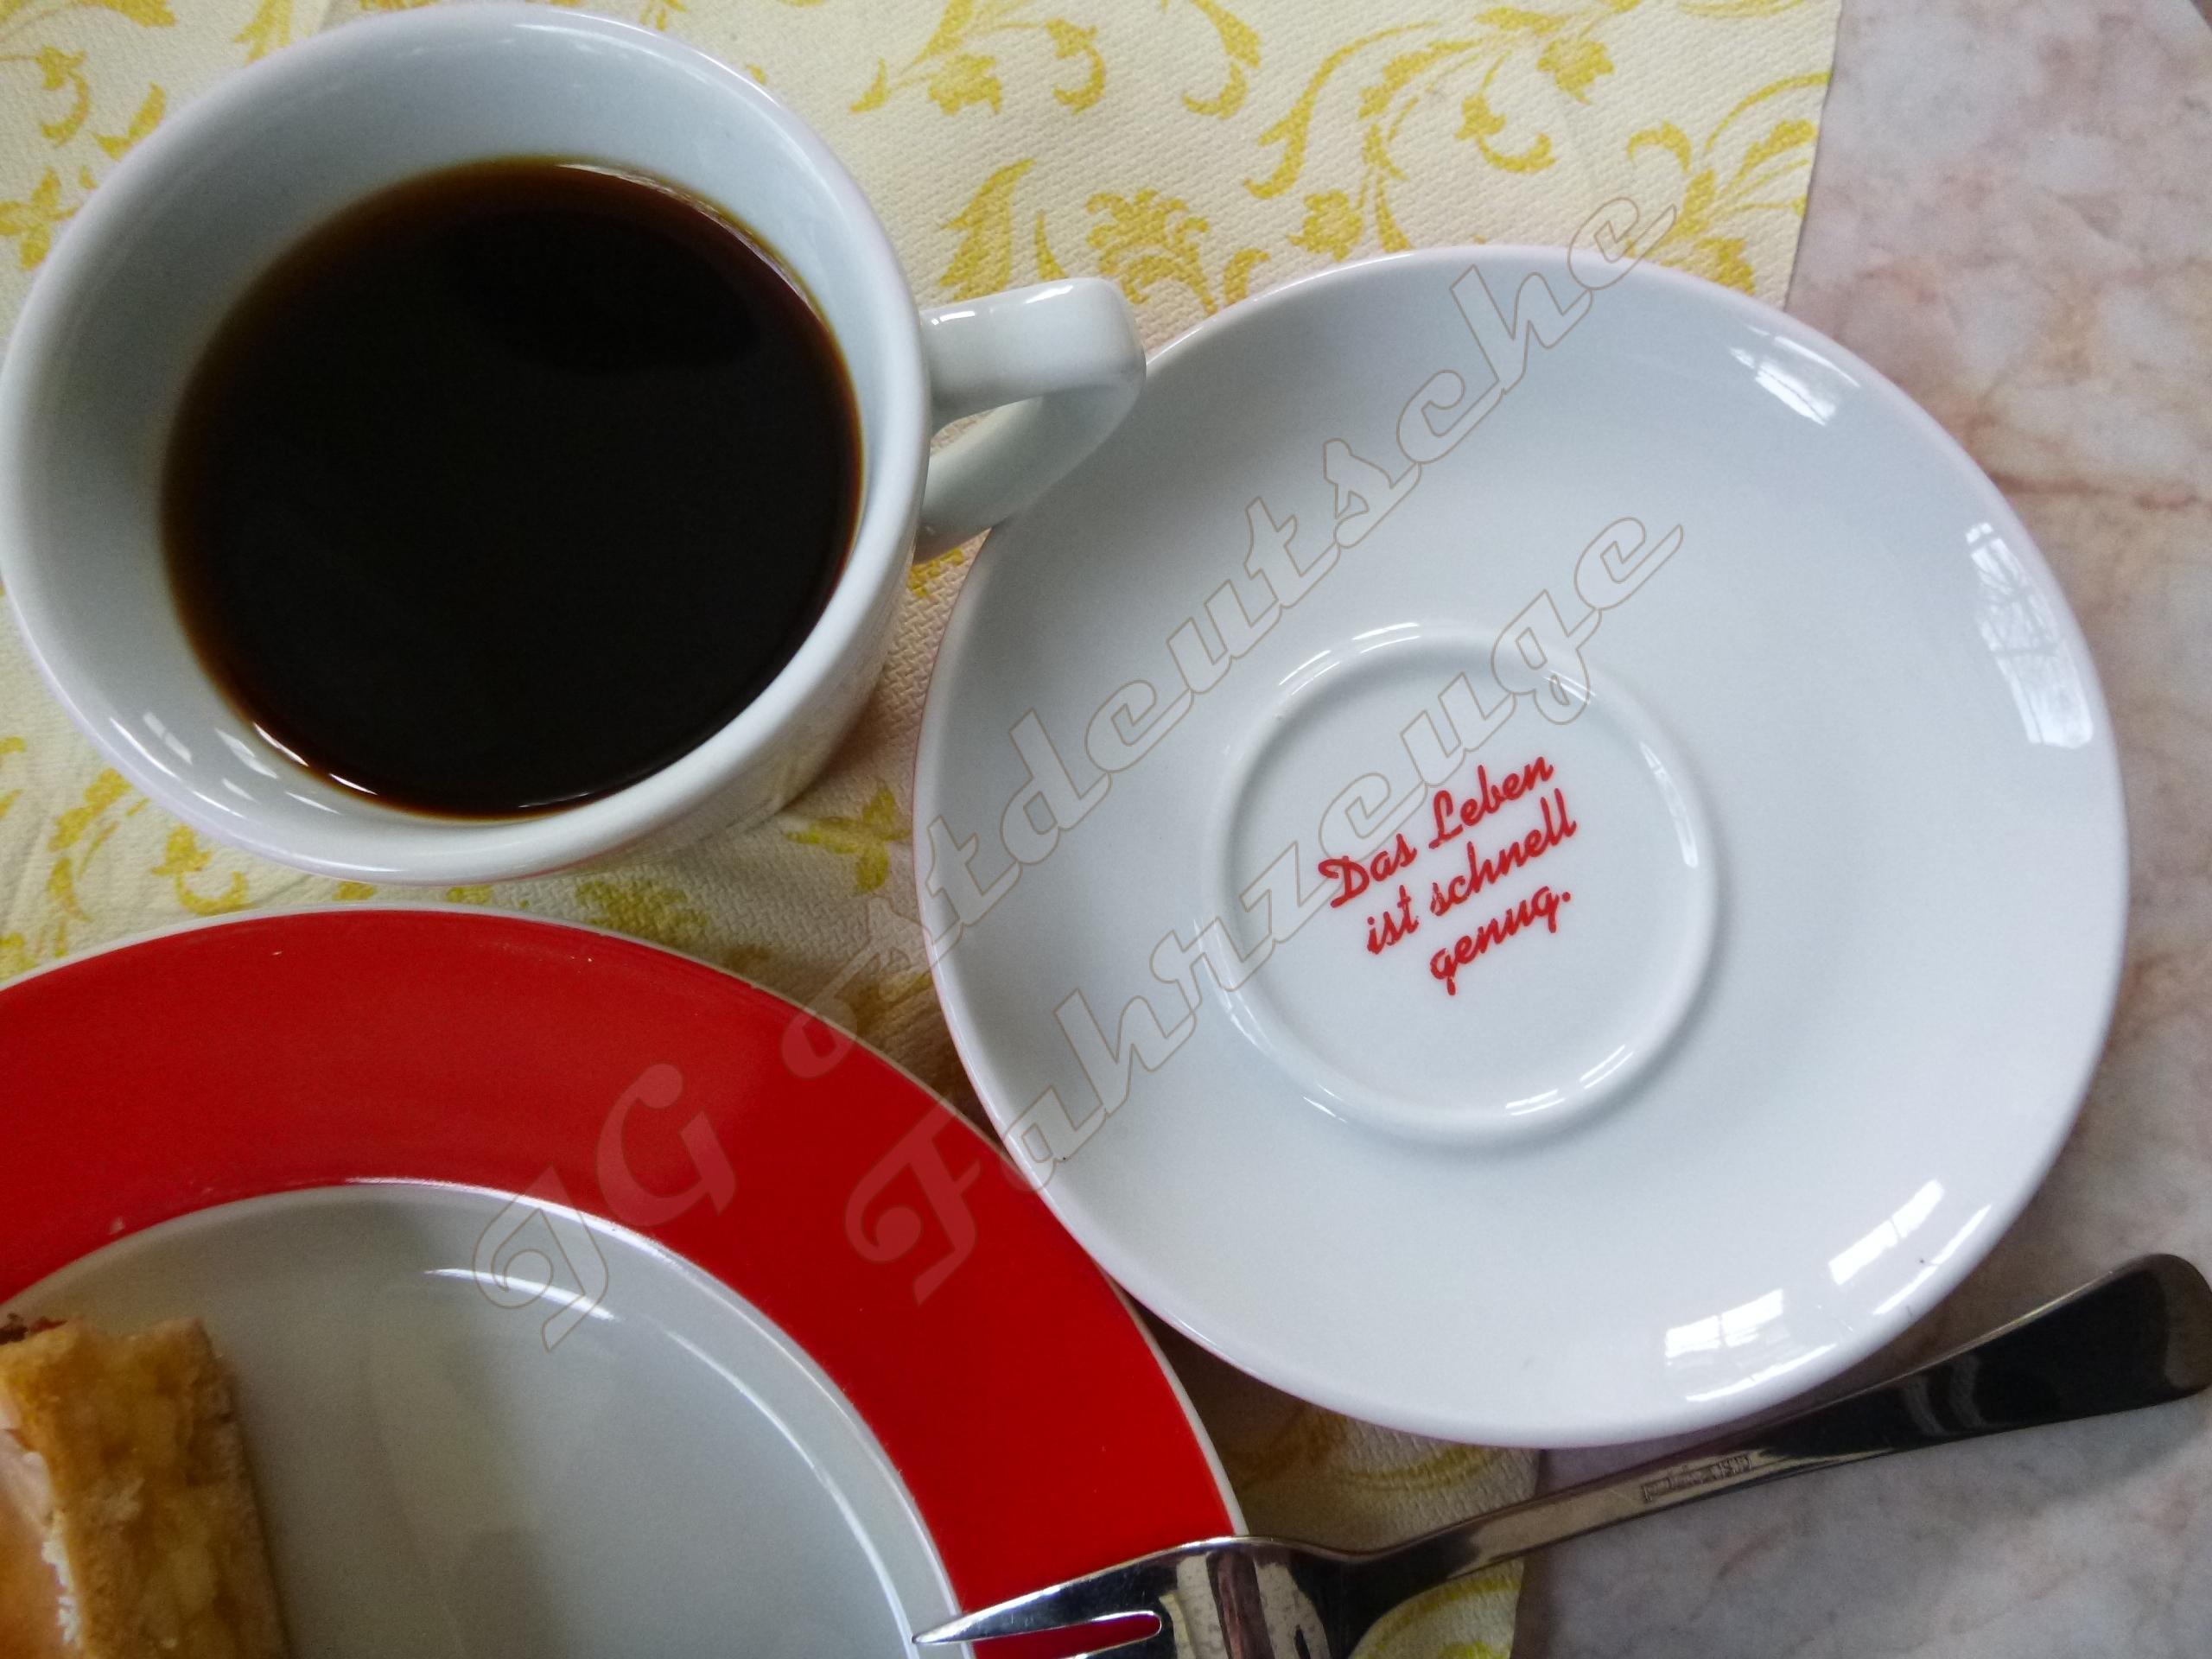 IG Ostdeutsche
Fahrzeuge
Das Leben
ist schnell
genug.